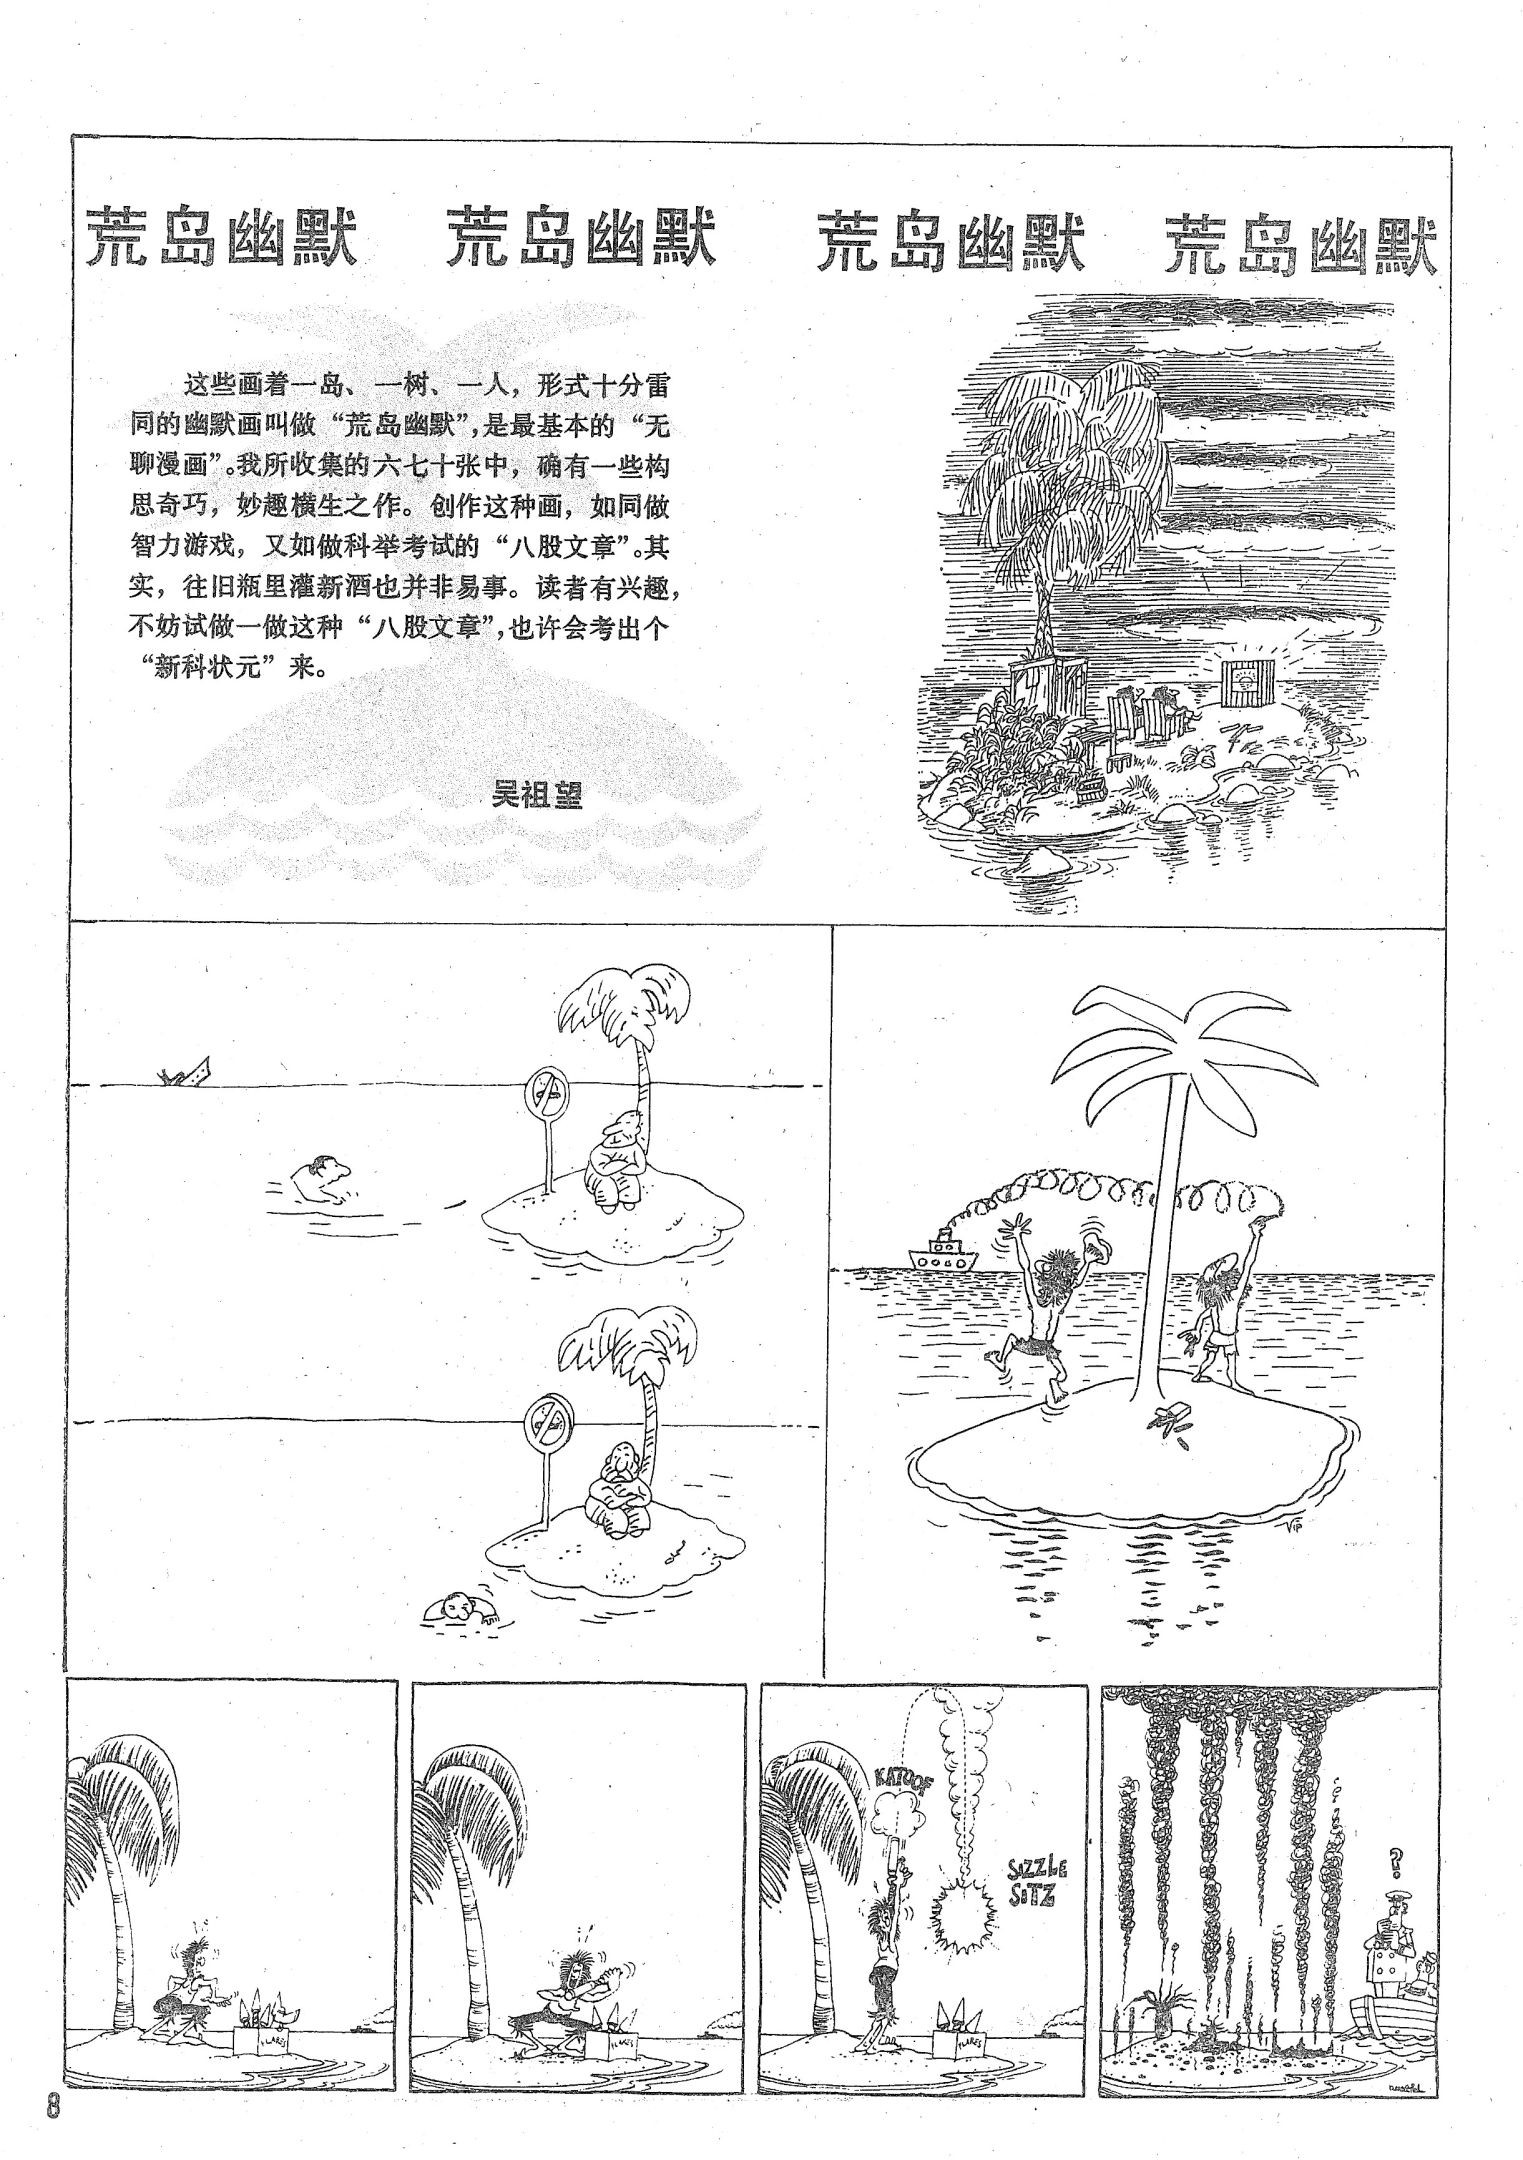 荒岛幽默 荒岛幽默 荒岛幽默 荒岛幽默
这些画着一岛、一树、一人，形式十分雷
同的幽默画叫做“荒岛幽默”，是最基本的“无
聊漫画”。我所收集的六七十张中，确有一些构
思奇巧，妙趣横生之作。创作这种画，如同做
智力游戏，又如做科举考试的“八股文章”。其
实，往旧瓶里灌新酒也并非易事。读者有兴趣，
不妨试做一做这种“八股文章”，也许会考出个
“新科状元”来。
吴祖望
VIP
KATOOF
SIZZLE
SITZ
?
FLARES
FLARES
FLARES
8